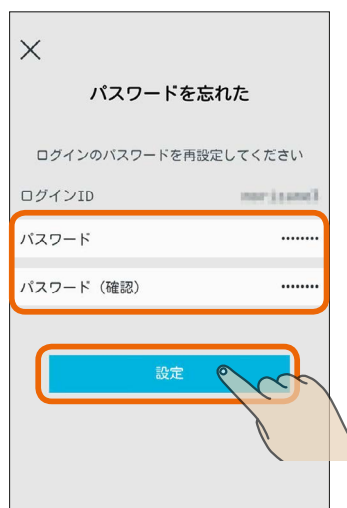 パスワードを忘れた
ログインのパスワードを再設定してください
ログインID
パスワード ••••••••
パスワード（確認） ••••••••
設定